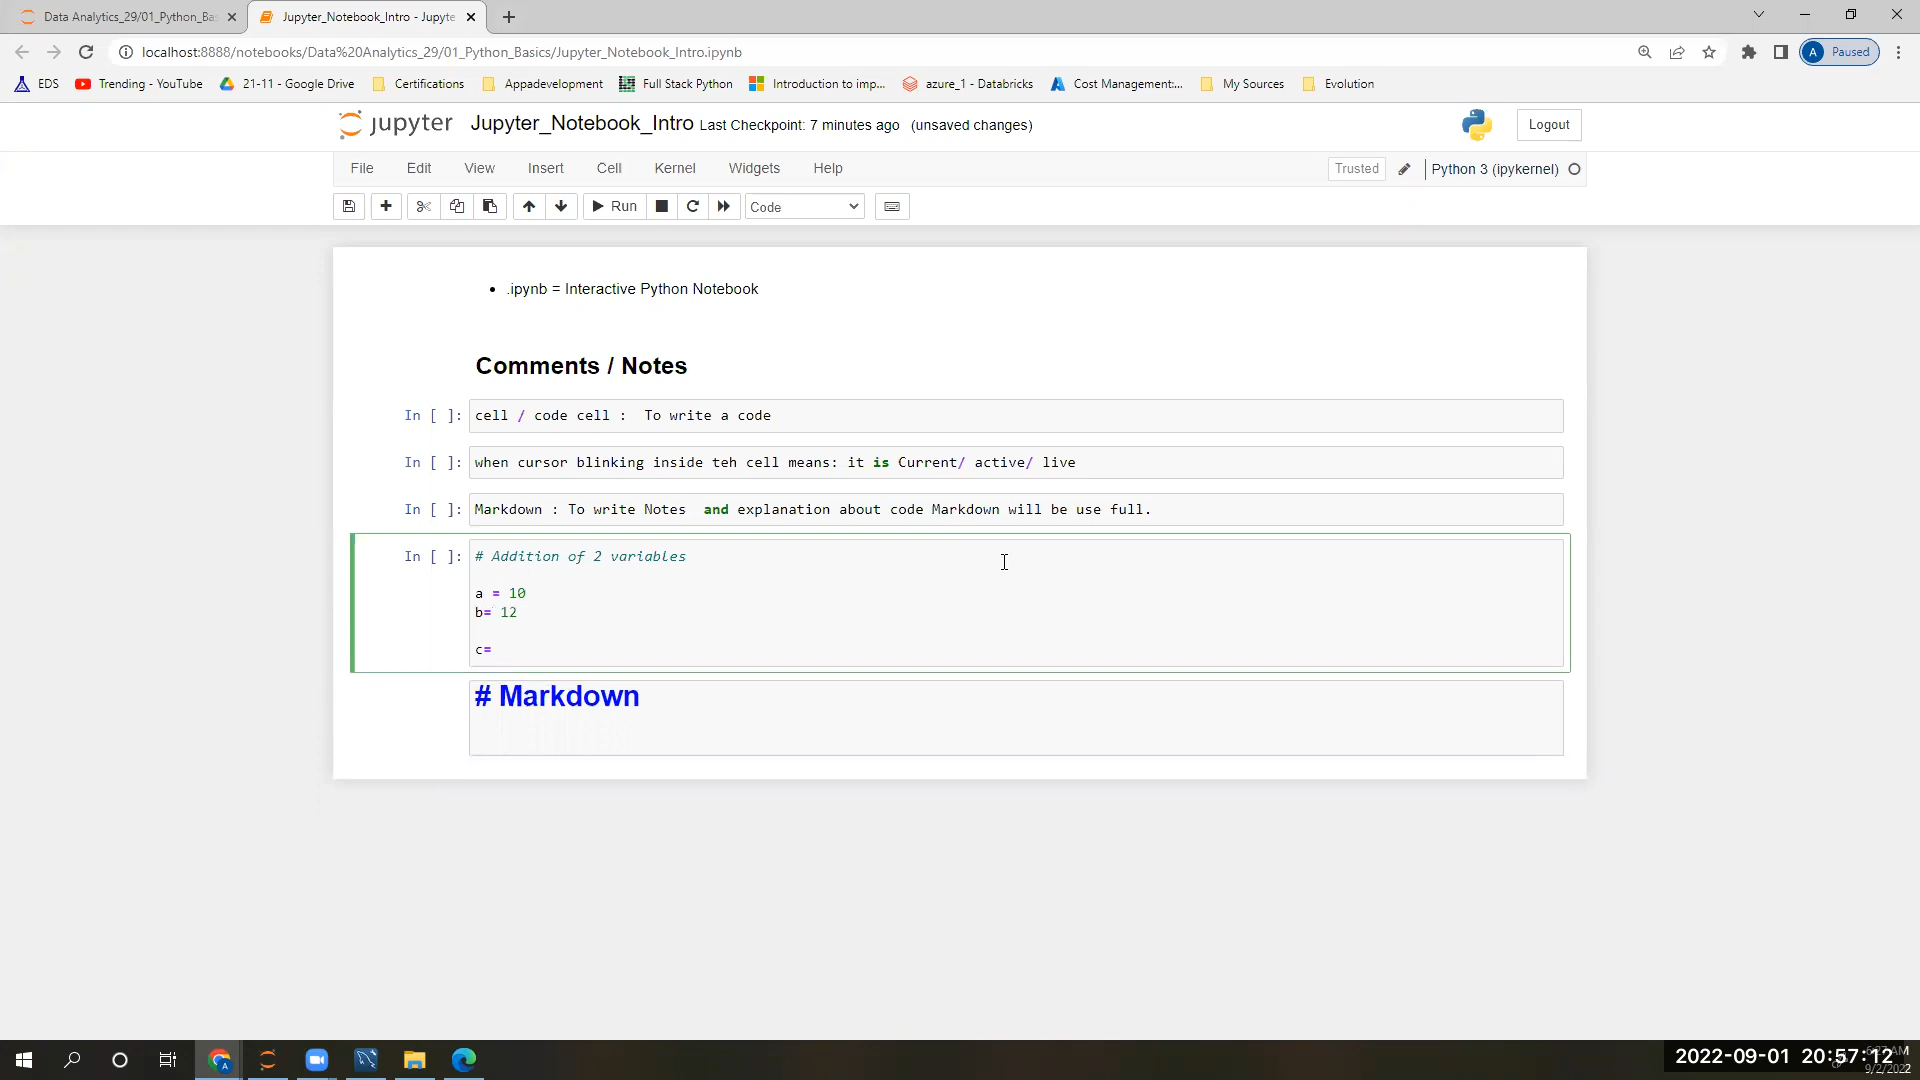 Data Analytics_29/01_Python_Ba
Jupyter_Notebook_Intro - Jupyte
localhost:8888/notebooks/Data%20Analytics_29/01_Python_Basics/Jupyter_Notebook_Intro.ipynb
A Paused
EDS Trending - YouTube 21-11 - Google Drive Certifications Appadevelopment Full Stack Python Introduction to imp... azure_1 - Databricks Cost Management:... My Sources Evolution
jupyter Jupyter_Notebook_Intro Last Checkpoint: 7 minutes ago (unsaved changes) Logout
File Edit View Insert Cell Kernel Widgets Help Trusted Python 3 (ipykernel)
Run Code
• .ipynb = Interactive Python Notebook
Comments / Notes
In [ ]: cell / code cell :  To write a code
In [ ]: when cursor blinking inside teh cell means: it is Current/ active/ live
In [ ]: Markdown : To write Notes  and explanation about code Markdown will be use full.
In [ ]: # Addition of 2 variables
a = 10
b= 12
c=
# Markdown
2022-09-01 20:57:12